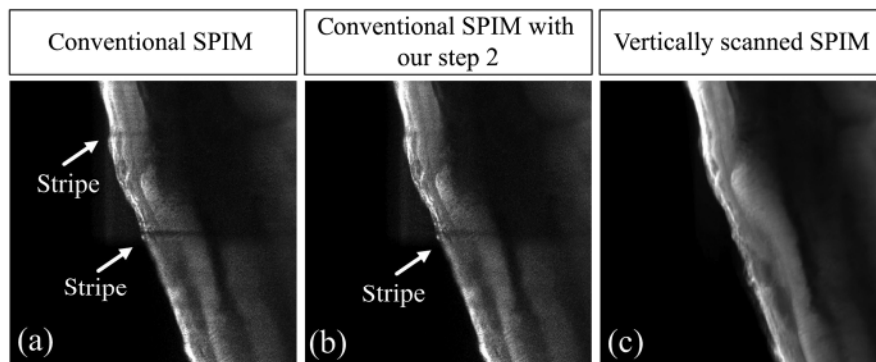 Conventional SPIM
Conventional SPIM with
our step 2
Vertically scanned SPIM
Stripe
Stripe
(a)
Stripe
(b)
(c)